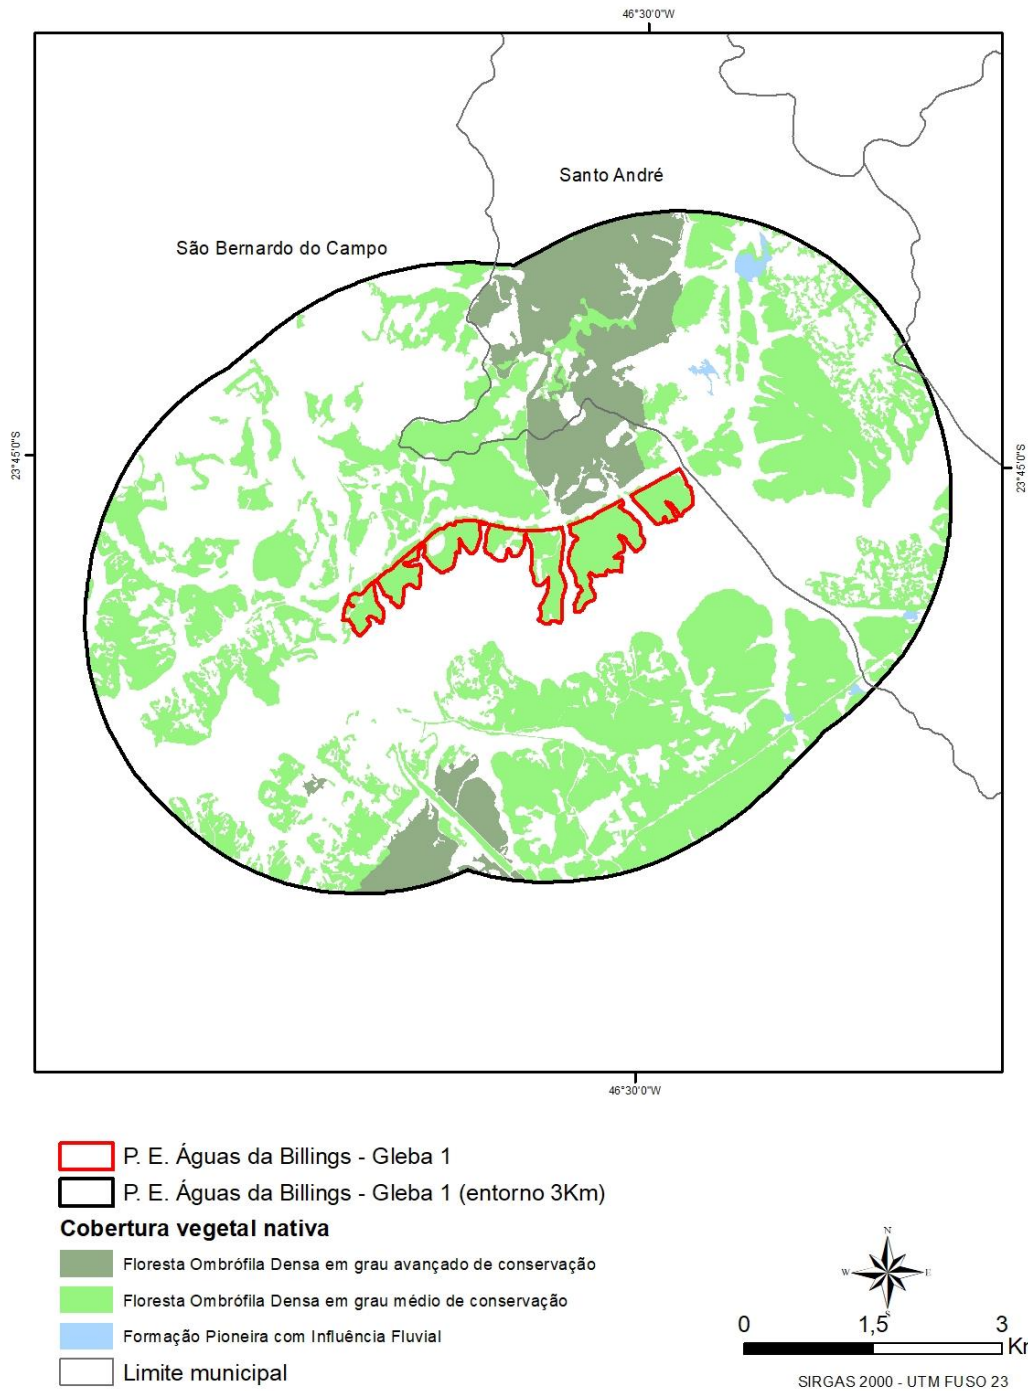 46°30'0"W
Santo André
São Bernardo do Campo
23°45'0"S
23°45'0"S
46°30'0"W
P. E. Águas da Billings - Gleba 1
P. E. Águas da Billings - Gleba 1 (entorno 3Km)
Cobertura vegetal nativa
Floresta Ombrófila Densa em grau avançado de conservação
Floresta Ombrófila Densa em grau médio de conservação
Formação Pioneira com Influência Fluvial
Limite municipal
N
W E
S
0 1,5 3
Km
SIRGAS 2000 - UTM FUSO 23